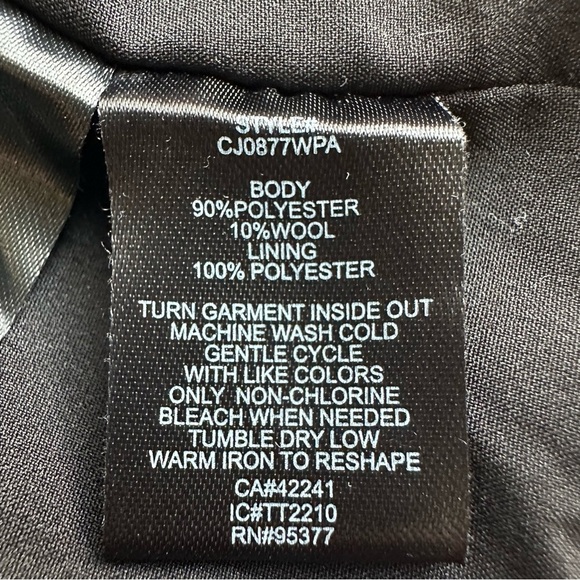 STYLE#
CJ0877WPA
BODY
90%POLYESTER
10%WOOL
LINING
100% POLYESTER
TURN GARMENT INSIDE OUT
MACHINE WASH COLD
GENTLE CYCLE
WITH LIKE COLORS
ONLY NON-CHLORINE
BLEACH WHEN NEEDED
TUMBLE DRY LOW
WARM IRON TO RESHAPE
CA#42241
IC#TT2210
RN#95377